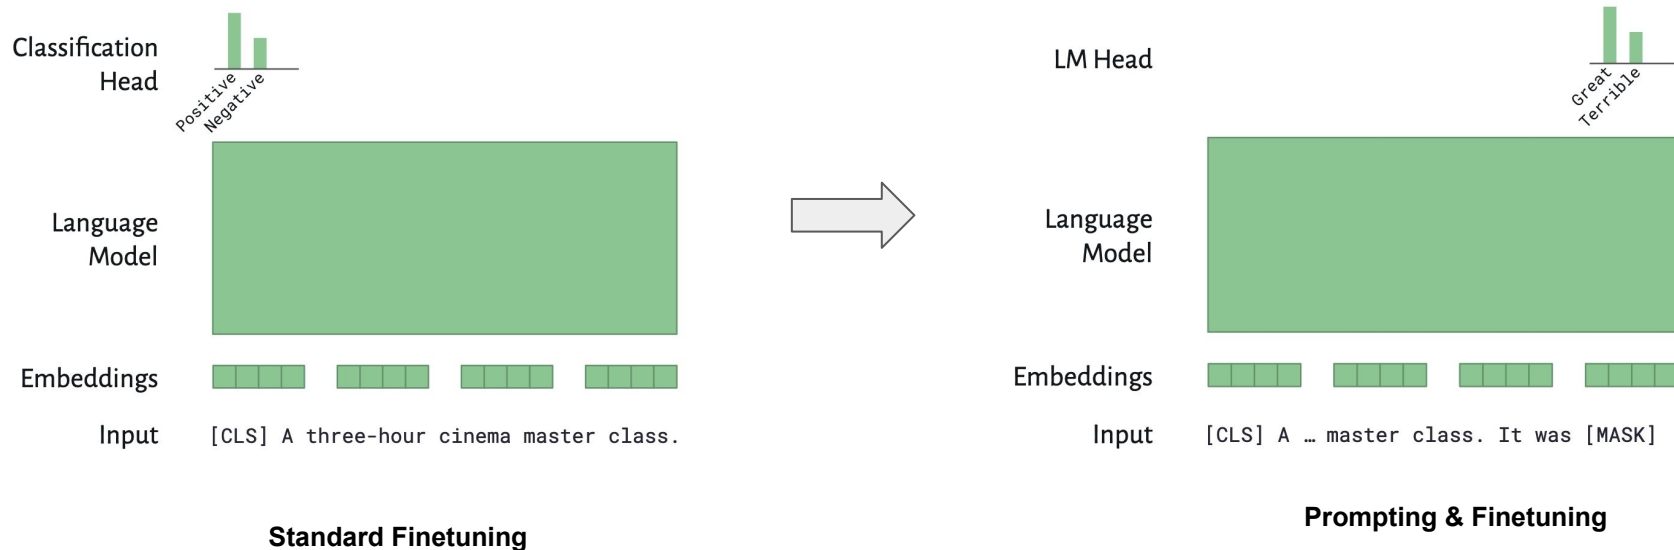 Classification
Head
Positive
Negative
Language
Model
Embeddings
Input
[CLS] A three-hour cinema master class.
Standard Finetuning
LM Head
Great
Terrible
Language
Model
Embeddings
Input
[CLS] A … master class. It was [MASK]
Prompting & Finetuning